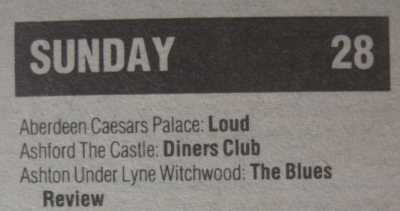 SUNDAY 28
Aberdeen Caesars Palace: Loud
Ashford The Castle: Diners Club
Ashton Under Lyne Witchwood: The Blues
Review